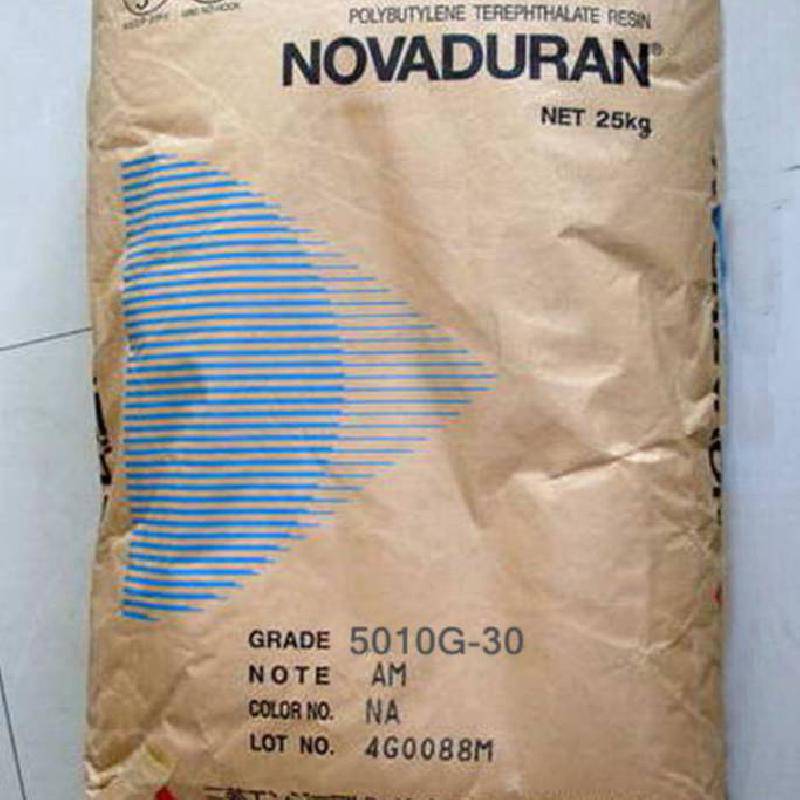 POLYBUTYLENE TEREPHTHALATE RESIN
NOVADURAN®
NET 25kg
GRADE 5010G-30
NOTE AM
COLOR NO. NA
LOT NO. 4G0088M